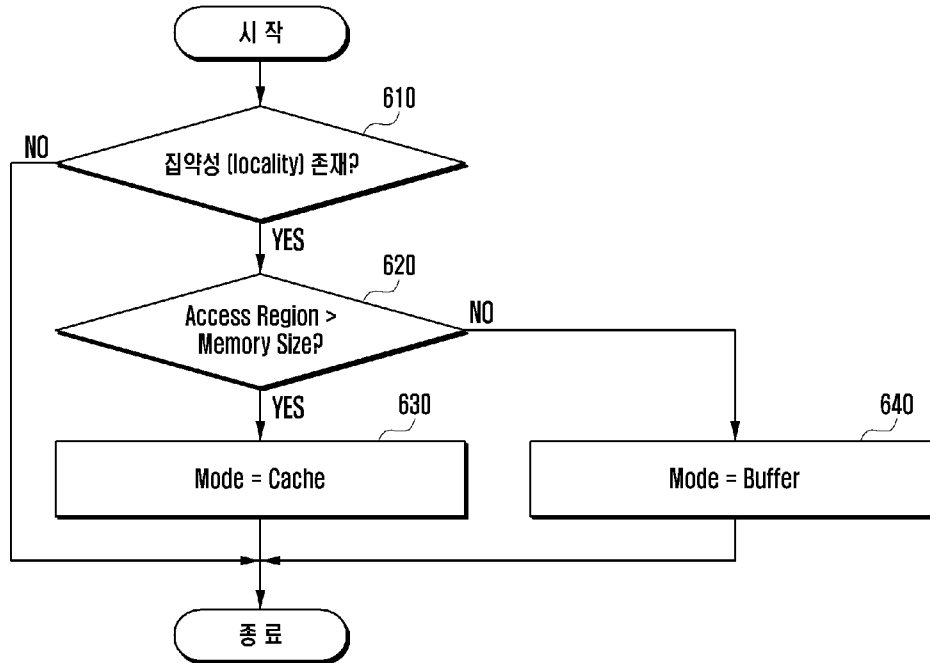 시 작
610
NO
집약성 (locality) 존재?
YES
620
Access Region >
Memory Size?
NO
YES
630
640
Mode = Cache
Mode = Buffer
종 료